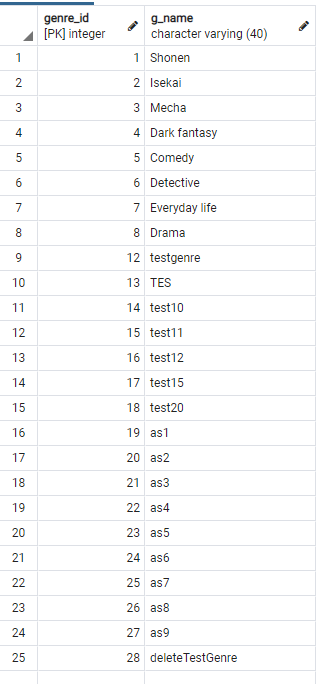 genre_id g_name
[PK] integer character varying (40)
1 1 Shonen
2 2 Isekai
3 3 Mecha
4 4 Dark fantasy
5 5 Comedy
6 6 Detective
7 7 Everyday life
8 8 Drama
9 12 testgenre
10 13 TES
11 14 test10
12 15 test11
13 16 test12
14 17 test15
15 18 test20
16 19 as1
17 20 as2
18 21 as3
19 22 as4
20 23 as5
21 24 as6
22 25 as7
23 26 as8
24 27 as9
25 28 deleteTestGenre